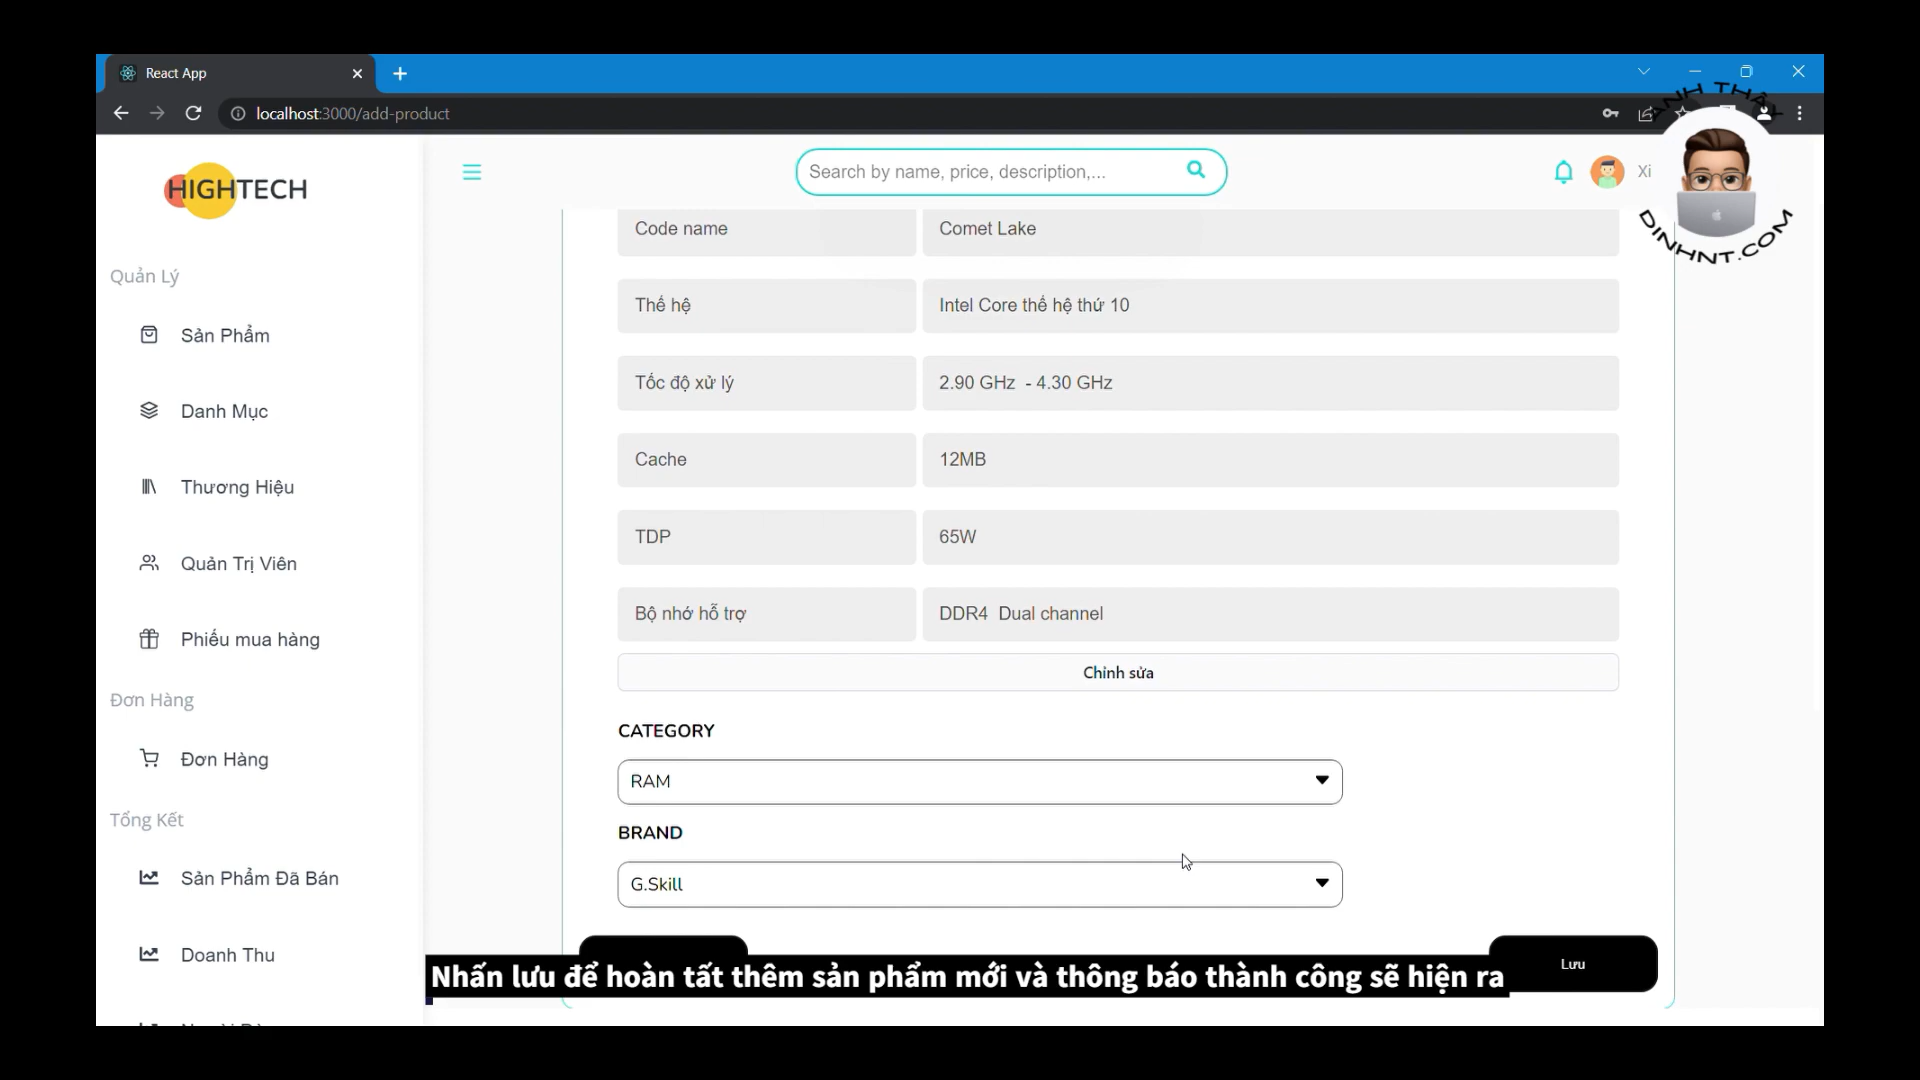 React App
localhost:3000/add-product
HIGHTECH
Search by name, price, description,...
Xi
ANH THẦY
DINHNT.COM
Quản Lý
Sản Phẩm
Danh Mục
Thương Hiệu
Quản Trị Viên
Phiếu mua hàng
Đơn Hàng
Đơn Hàng
Tổng Kết
Sản Phẩm Đã Bán
Doanh Thu
Code name
Comet Lake
Thế hệ
Intel Core thế hệ thứ 10
Tốc độ xử lý
2.90 GHz - 4.30 GHz
Cache
12MB
TDP
65W
Bộ nhớ hỗ trợ
DDR4 Dual channel
Chỉnh sửa
CATEGORY
RAM
BRAND
G.Skill
Lưu
Nhấn lưu để hoàn tất thêm sản phẩm mới và thông báo thành công sẽ hiện ra